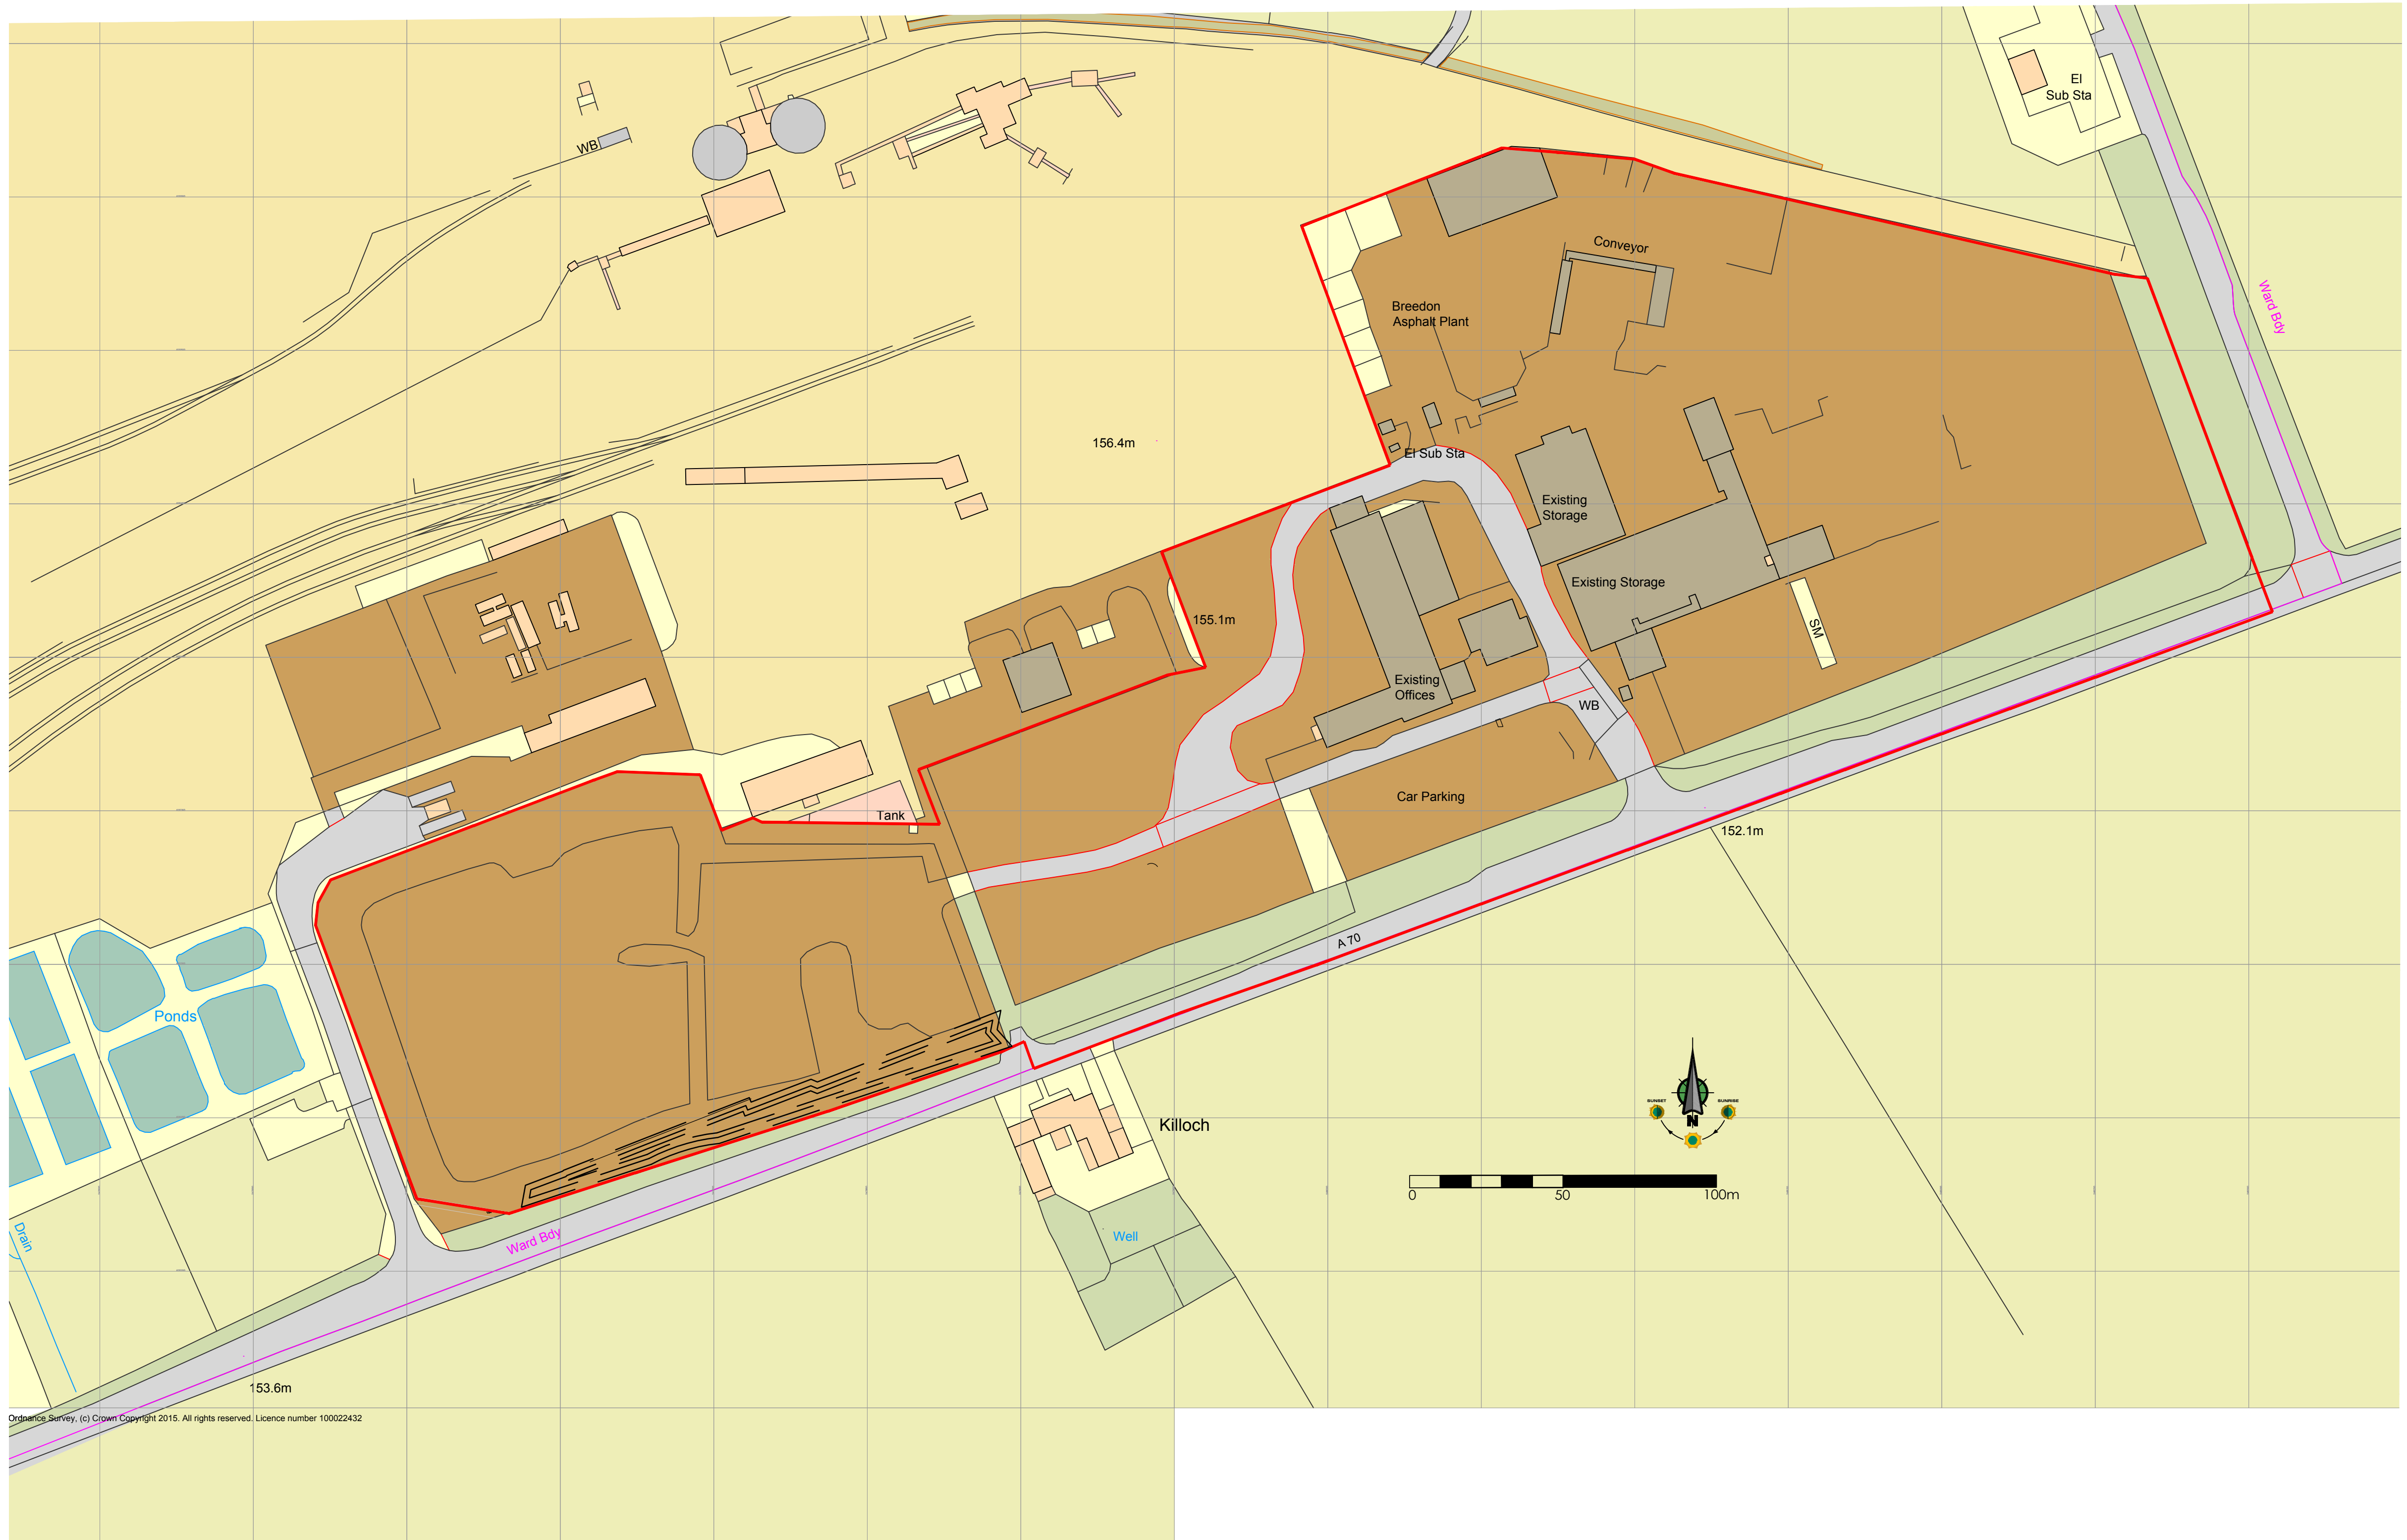 El
Sub Sta
WB
Conveyor
Ward Bdy
Breedon
Asphalt Plant
156.4m
El Sub Sta
Existing
Storage
Existing Storage
155.1m
SM
Existing
Offices
WB
Car Parking
Tank
152.1m
A 70
Ponds
SUNSET
SUNRISE
N
Killoch
0
50
100m
Drain
Ward Bdy
Well
153.6m
Ordnance Survey, (c) Crown Copyright 2015. All rights reserved. Licence number 100022432